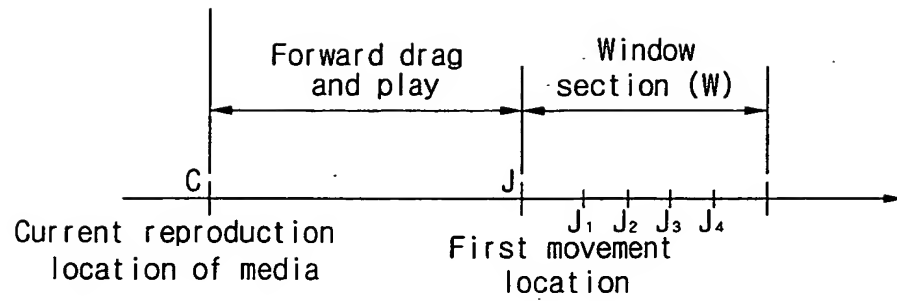 Forward drag
and play
Window
section (W)
C
J
J₁ J₂ J₃ J₄
Current reproduction
location of media
First movement
location